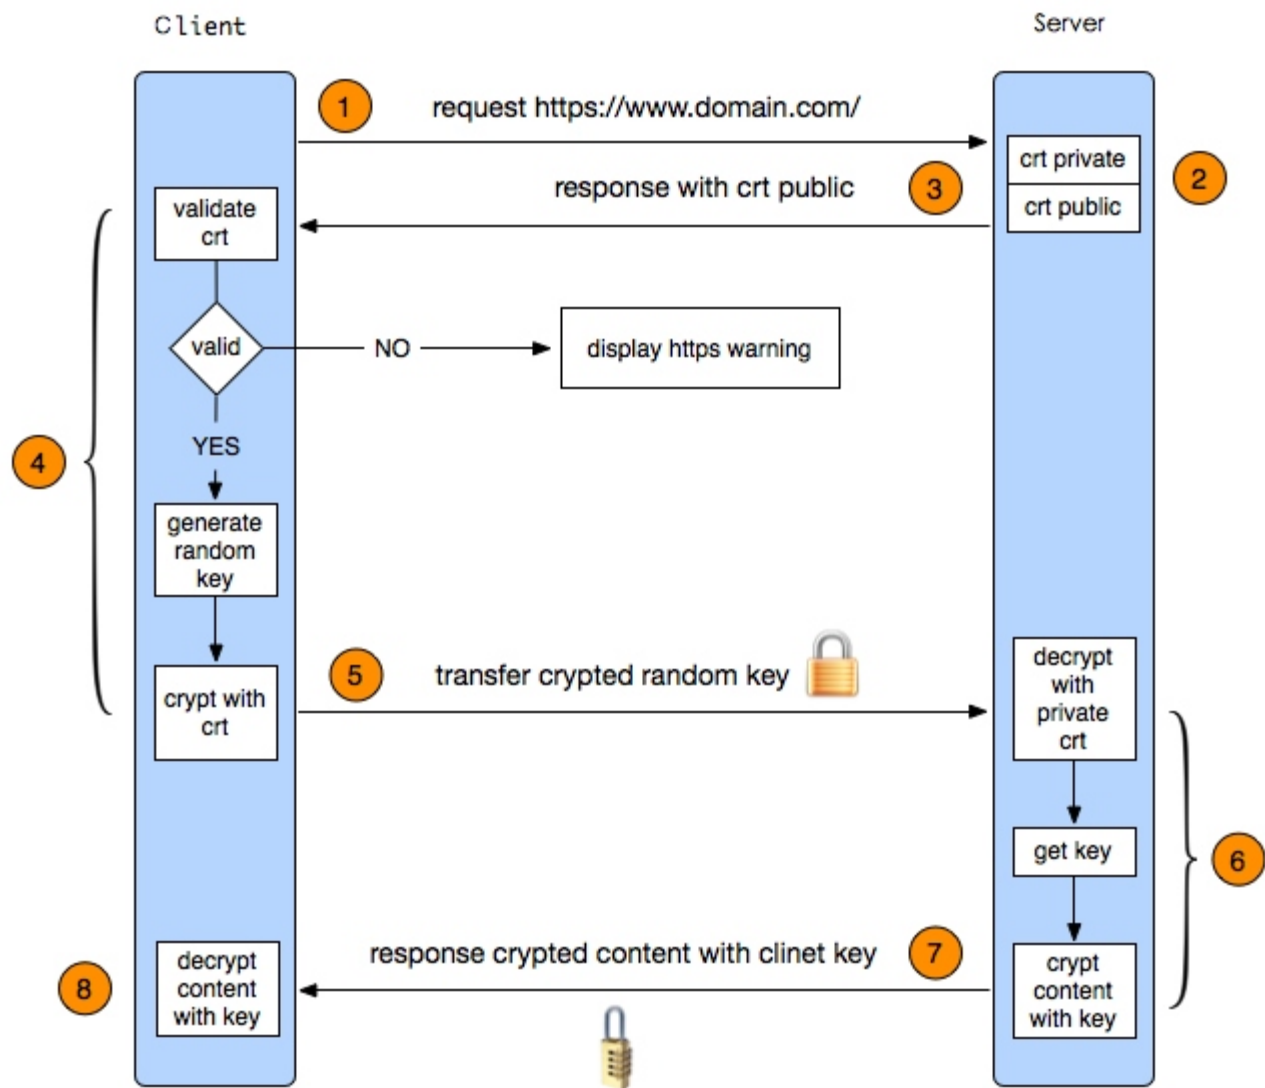 Client
Server
1
request https://www.domain.com/
crt private
crt public
2
response with crt public
3
validate
crt
valid
NO
display https warning
YES
4
generate
random
key
crypt with
crt
5
transfer crypted random key
decrypt
with
private
crt
get key
6
crypt
content
with key
response crypted content with clinet key
7
8
decrypt
content
with key